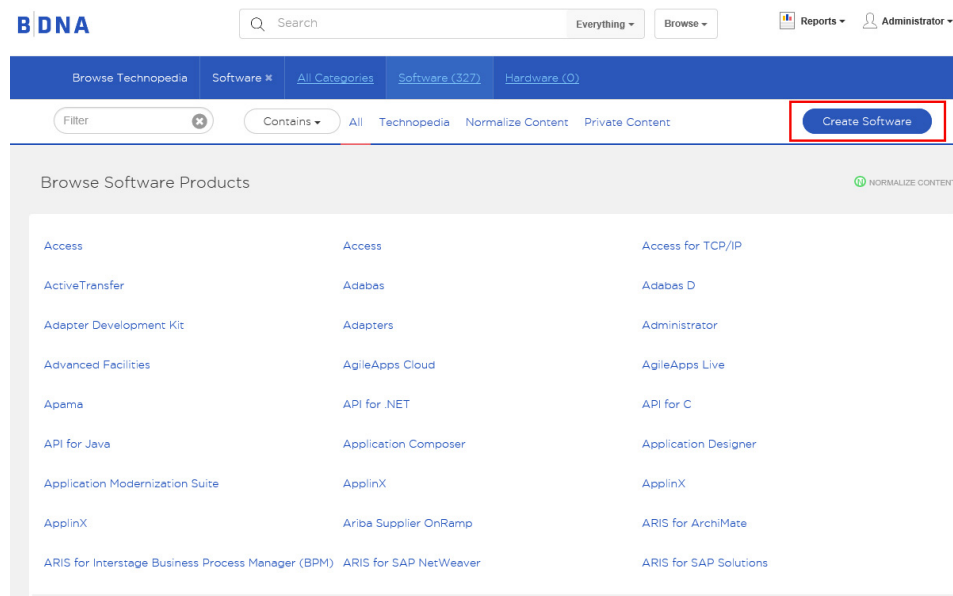 BDNA Search Everything Browse Reports Administrator
Browse Technopedia Software × All Categories Software (327) Hardware (0)
Filter Contains All Technopedia Normalize Content Private Content Create Software
Browse Software Products N NORMALIZE CONTENT
Access Access Access for TCP/IP
ActiveTransfer Adabas Adabas D
Adapter Development Kit Adapters Administrator
Advanced Facilities AgileApps Cloud AgileApps Live
Apama API for .NET API for C
API for Java Application Composer Application Designer
Application Modernization Suite ApplinX ApplinX
ApplinX Ariba Supplier OnRamp ARIS for ArchiMate
ARIS for Interstage Business Process Manager (BPM) ARIS for SAP NetWeaver ARIS for SAP Solutions